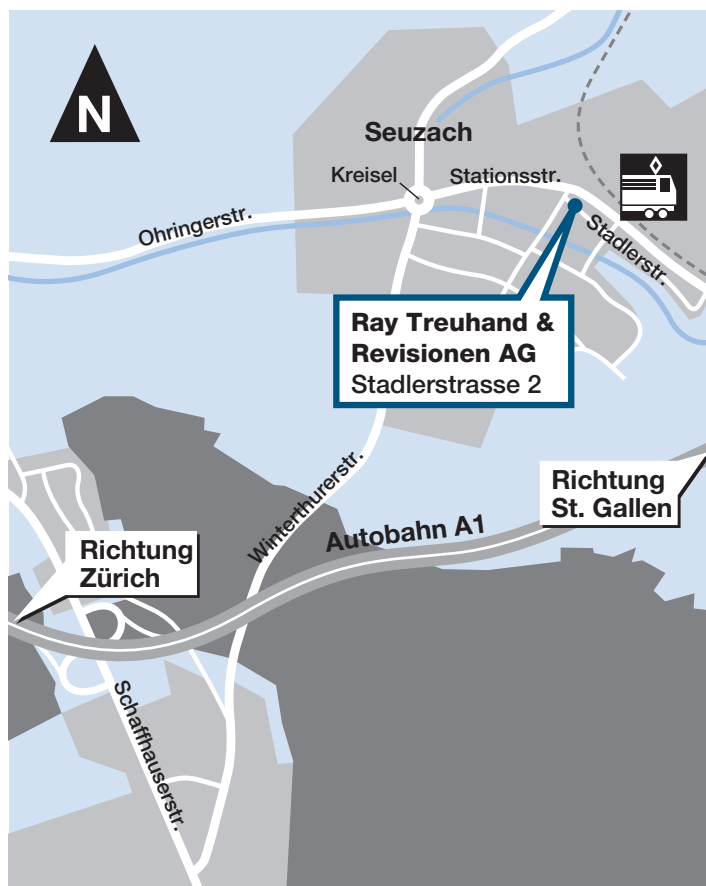 N
Seuzach
Kreisel
Stationsstr.
Ohringerstr.
Stadlerstr.
Ray Treuhand &
Revisionen AG
Stadlerstrasse 2
Richtung
St. Gallen
Winterthurerstr.
Autobahn A1
Richtung
Zürich
Schaffhauserstr.